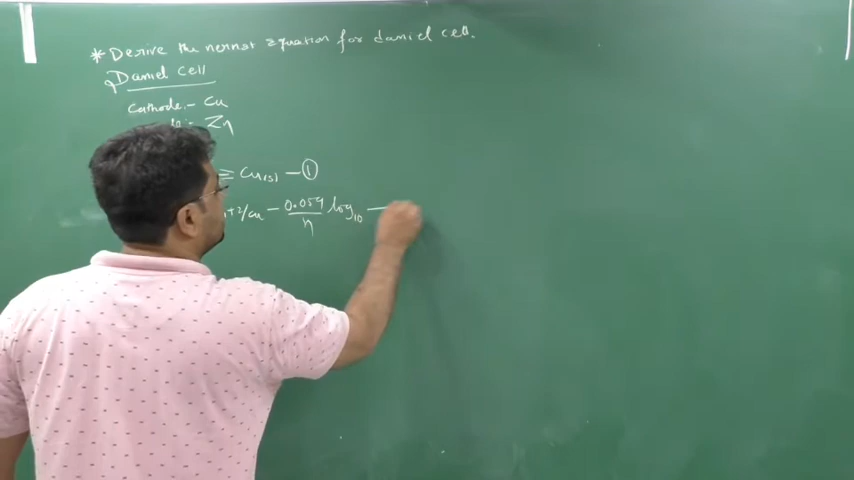 * Derive the nernst Equation for daniel cell.
Daniel cell
Cathode:- Cu
:- Zn
Cu(s) — ①
+2/Cu - 0.059/n log10 —